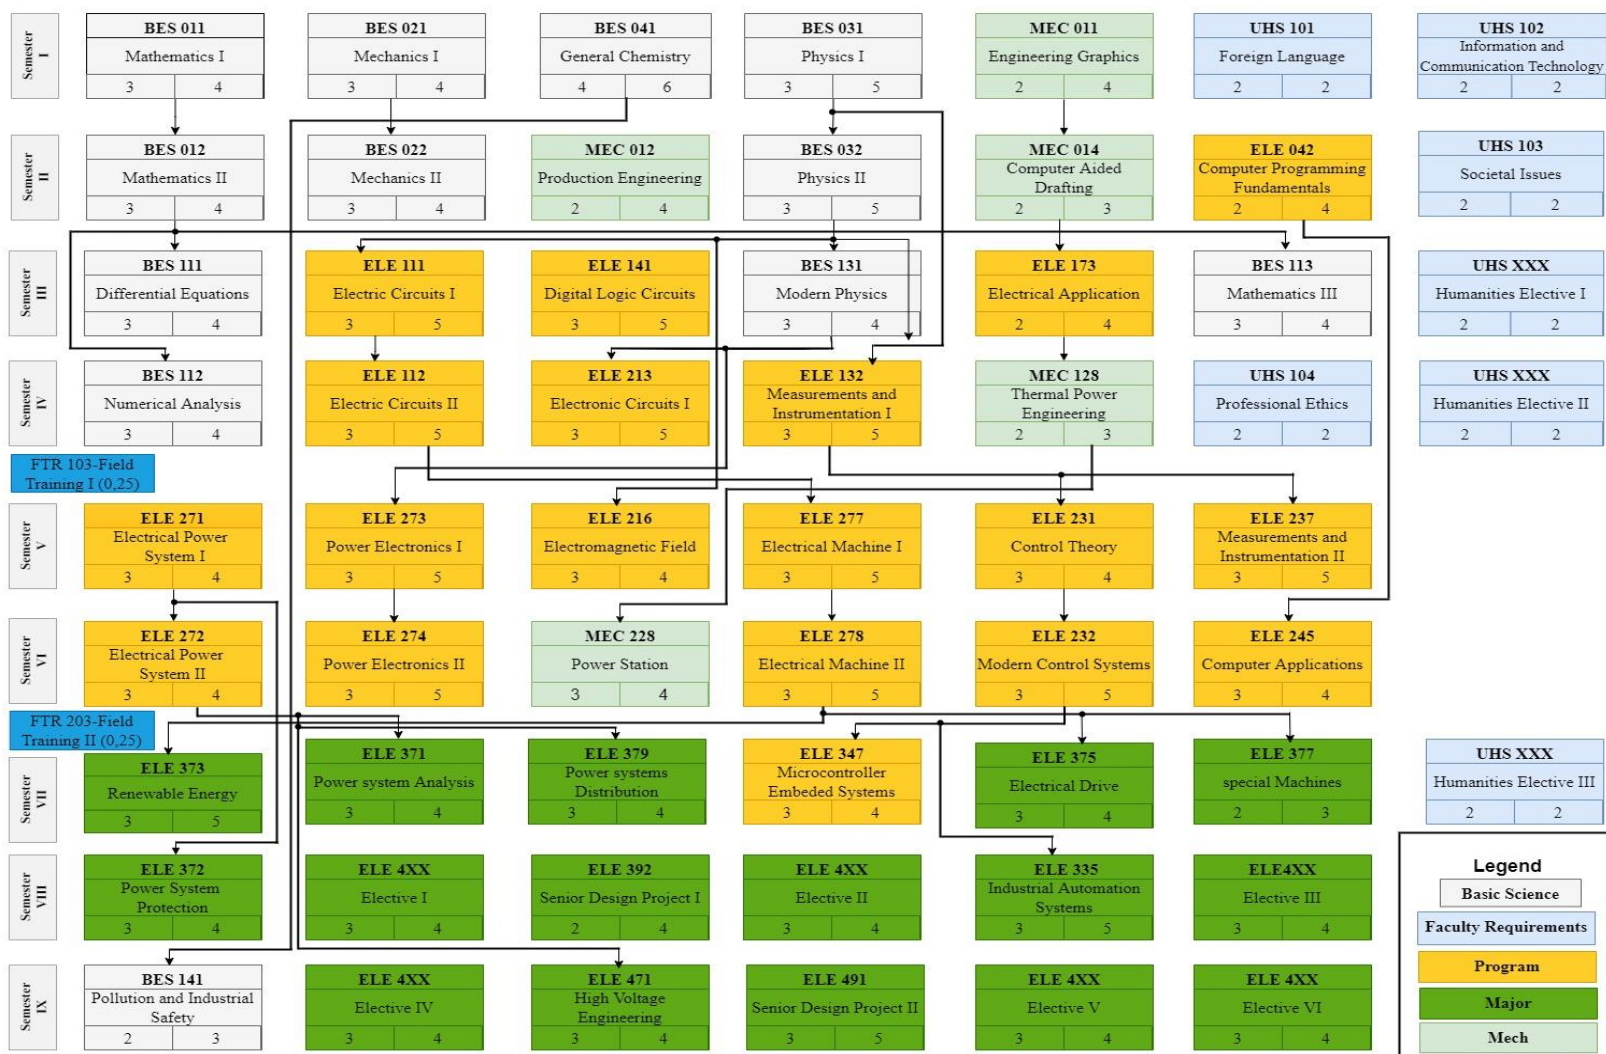 Semester I
BES 011
Mathematics I
3 4
BES 021
Mechanics I
3 4
BES 041
General Chemistry
4 6
BES 031
Physics I
3 5
MEC 011
Engineering Graphics
2 4
UHS 101
Foreign Language
2 2
UHS 102
Information and
Communication Technology
2 2
Semester II
BES 012
Mathematics II
3 4
BES 022
Mechanics II
3 4
MEC 012
Production Engineering
2 4
BES 032
Physics II
3 5
MEC 014
Computer Aided
Drafting
2 3
ELE 042
Computer Programming
Fundamentals
2 4
UHS 103
Societal Issues
2 2
Semester III
BES 111
Differential Equations
3 4
ELE 111
Electric Circuits I
3 5
ELE 141
Digital Logic Circuits
3 5
BES 131
Modern Physics
3 4
ELE 173
Electrical Application
2 4
BES 113
Mathematics III
3 4
UHS XXX
Humanities Elective I
2 2
Semester IV
BES 112
Numerical Analysis
3 4
ELE 112
Electric Circuits II
3 5
ELE 213
Electronic Circuits I
3 5
ELE 132
Measurements and
Instrumentation I
3 5
MEC 128
Thermal Power
Engineering
2 3
UHS 104
Professional Ethics
2 2
UHS XXX
Humanities Elective II
2 2
FTR 103-Field
Training I (0,25)
Semester V
ELE 271
Electrical Power
System I
3 4
ELE 273
Power Electronics I
3 5
ELE 216
Electromagnetic Field
3 4
ELE 277
Electrical Machine I
3 5
ELE 231
Control Theory
3 4
ELE 237
Measurements and
Instrumentation II
3 5
Semester VI
ELE 272
Electrical Power
System II
3 4
ELE 274
Power Electronics II
3 5
MEC 228
Power Station
3 4
ELE 278
Electrical Machine II
3 5
ELE 232
Modern Control Systems
3 5
ELE 245
Computer Applications
3 4
FTR 203-Field
Training II (0,25)
Semester VII
ELE 373
Renewable Energy
3 5
ELE 371
Power system Analysis
3 4
ELE 379
Power systems
Distribution
3 4
ELE 347
Microcontroller
Embeded Systems
3 4
ELE 375
Electrical Drive
3 4
ELE 377
special Machines
2 3
UHS XXX
Humanities Elective III
2 2
Semester VIII
ELE 372
Power System
Protection
3 4
ELE 4XX
Elective I
3 4
ELE 392
Senior Design Project I
2 4
ELE 4XX
Elective II
3 4
ELE 335
Industrial Automation
Systems
3 5
ELE4XX
Elective III
3 4
Semester IX
BES 141
Pollution and Industrial
Safety
2 3
ELE 4XX
Elective IV
3 4
ELE 471
High Voltage
Engineering
3 4
ELE 491
Senior Design Project II
3 5
ELE 4XX
Elective V
3 4
ELE 4XX
Elective VI
3 4
Legend
Basic Science
Faculty Requirements
Program
Major
Mech